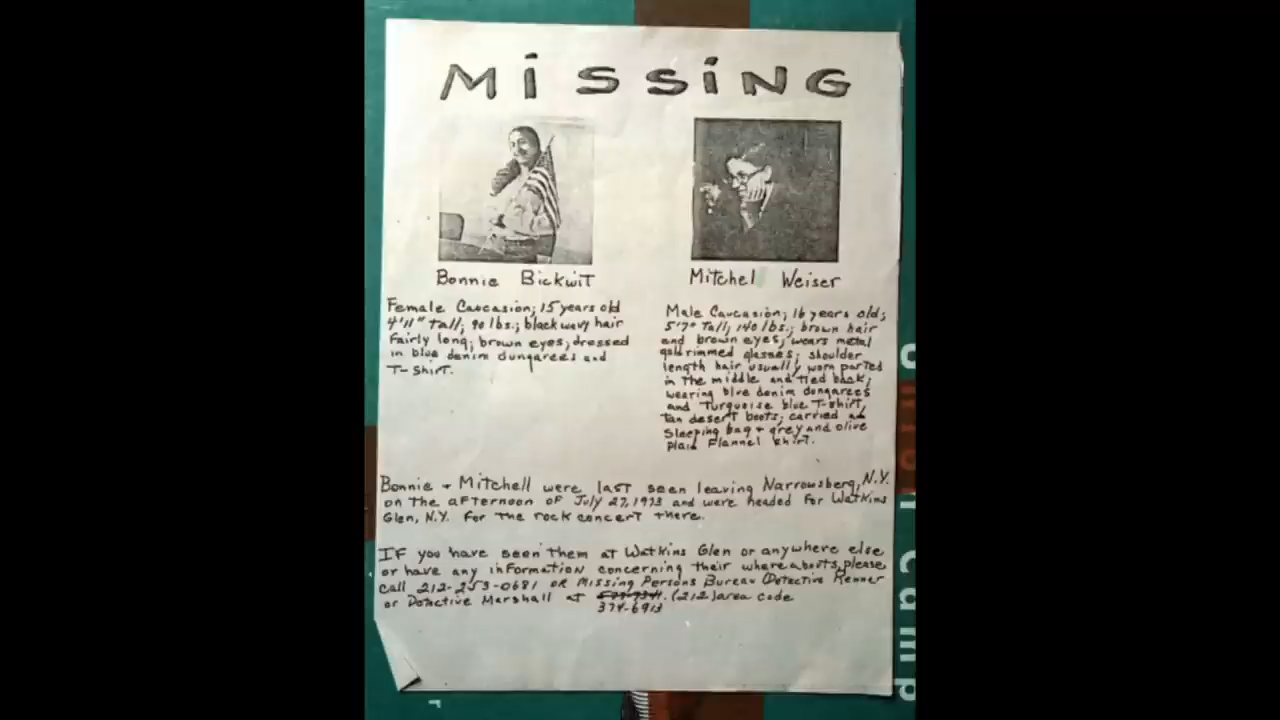 MiSSiNG
Bonnie Bickwit
Female Caucasion; 15 years old
4'11" Tall; 90 lbs.; black wavy hair
Fairly long; brown eyes; dressed
in blue denim dungarees and
T-Shirt.
Mitchel Weiser
Male Caucasion; 16 years old;
5'7" Tall; 140 lbs.; brown hair
and brown eyes; wears metal
gold rimmed glasses; shoulder
length hair usually worn parted
in the middle and tied back;
wearing blue denim dungarees
and Turquoise blue T-shirt,
tan desert boots; carried a
Sleeping bag + grey and olive
plaid Flannel shirt.
Bonnie + Mitchell were last seen leaving Narrowsberg, N.Y.
on the afternoon of July 27, 1973 and were headed for Watkins
Glen, N.Y. for the rock concert there.
IF you have seen them at Watkins Glen or anywhere else
or have any information concerning their whereabouts, please
call 212-253-0681 or Missing Persons Bureau (Detective Renner
or Detective Marshall at (212) area code
374-6913
Camp